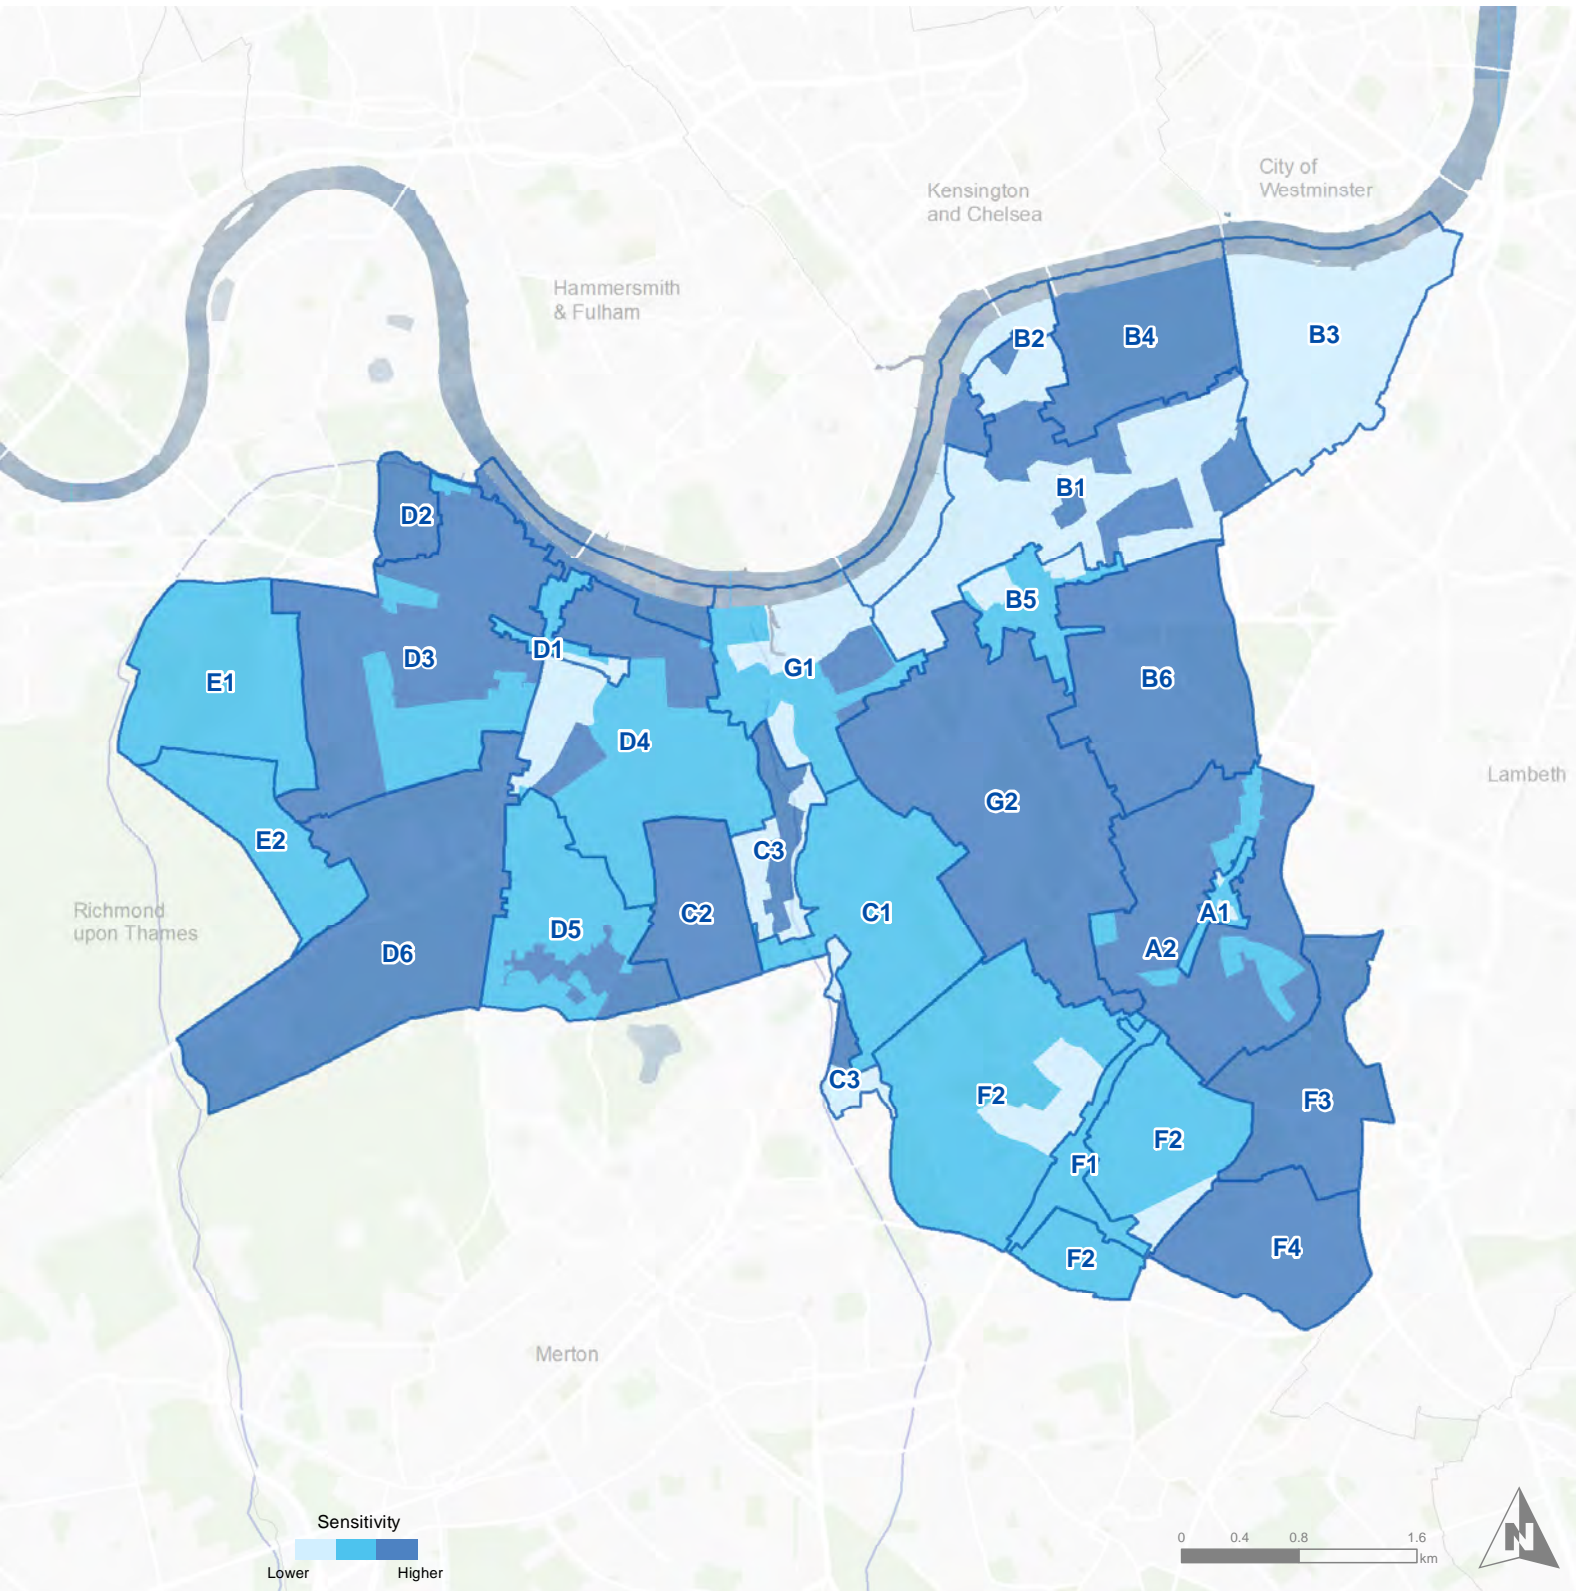 City of
Westminster
Kensington
and Chelsea
Hammersmith
& Fulham
B2
B4
B3
B1
D2
B5
D1
D3
G1
B6
E1
D4
Lambeth
G2
E2
C3
Richmond
upon Thames
C2
C1
A1
D5
A2
D6
C3
F2
F3
F2
F1
F4
F2
Merton
Sensitivity
Lower
Higher
0
0.4
0.8
1.6
km
N